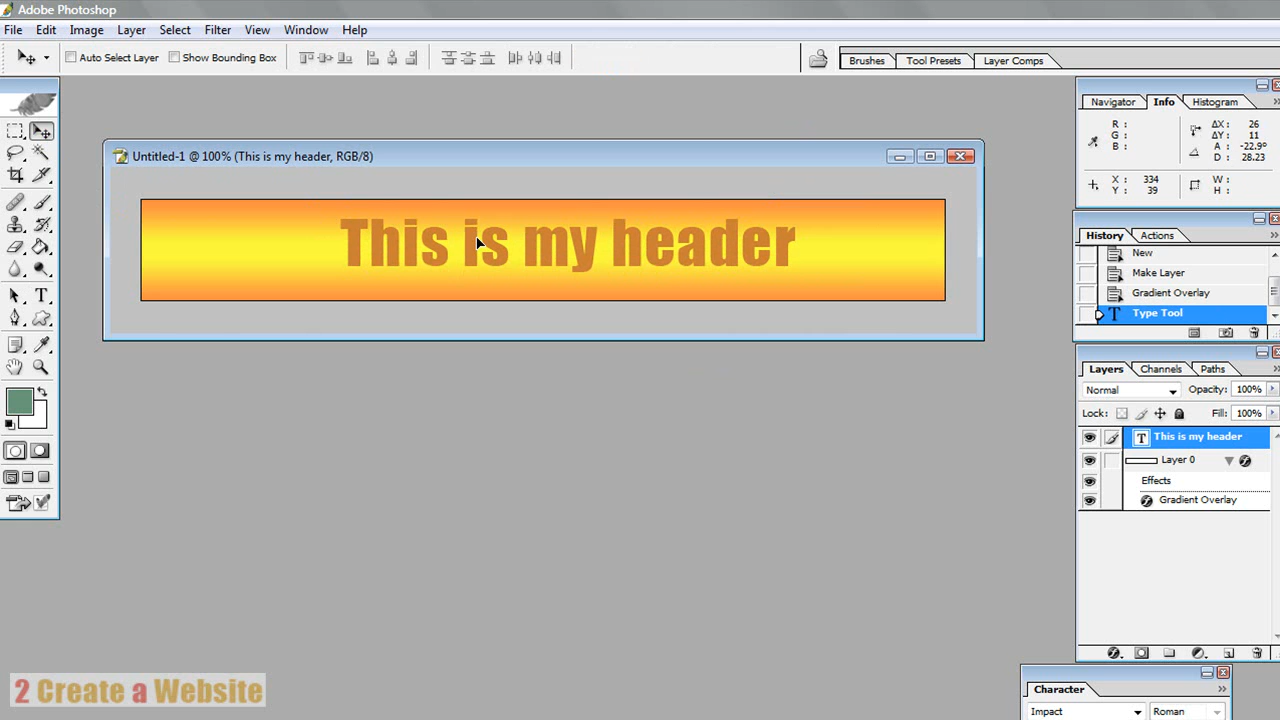 Adobe Photoshop
File Edit Image Layer Select Filter View Window Help
Auto Select Layer Show Bounding Box
Brushes Tool Presets Layer Comps
Navigator Info Histogram
R :
G :
B :
ΔX : 26
ΔY : 11
A : -22.9°
D : 28.23
X : 334
Y : 39
W :
H :
Untitled-1 @ 100% (This is my header, RGB/8)
This is my header
History Actions
New
Make Layer
Gradient Overlay
Type Tool
Layers Channels Paths
Normal Opacity: 100%
Lock: Fill: 100%
T This is my header
Layer 0
Effects
Gradient Overlay
Character
Impact Roman
2 Create a Website